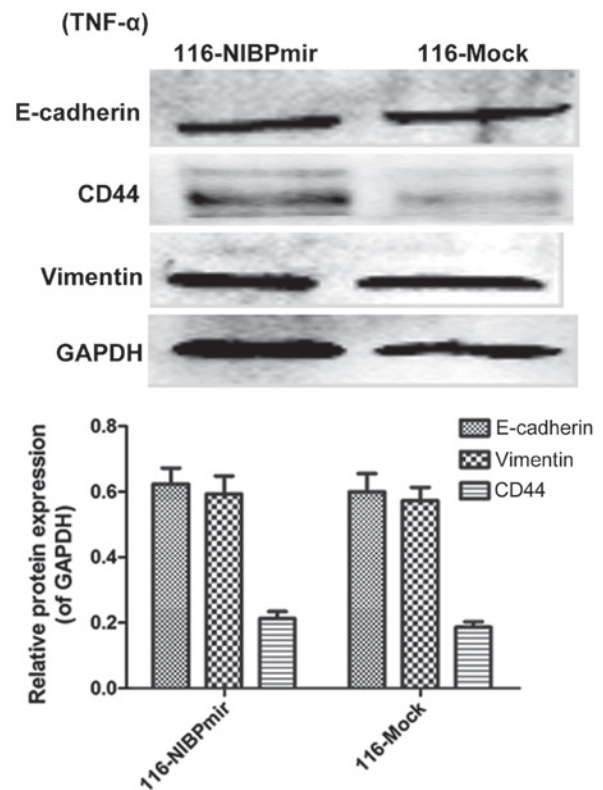 (TNF-α)
116-NIBPmir 116-Mock
E-cadherin
CD44
Vimentin
GAPDH
Relative protein expression
(of GAPDH)
0.8
0.6
0.4
0.2
0.0
E-cadherin
Vimentin
CD44
116-NIBPmir
116-Mock